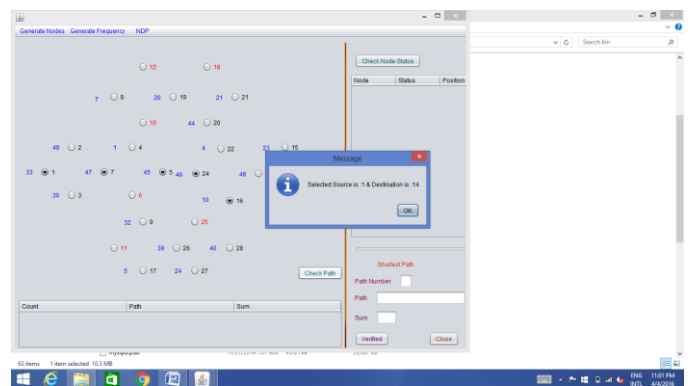 Generate Nodes Generate Frequency NDP
Search bin
12 18
Check Node Status
Node Status Position
7 8 20 19 21 21
10 44 20
49 2 1 4 4 22 23 15
Message
33 1 47 7 45 5 46 24 48
Selected Source is :1 & Destination is :14
30 3 6 10 16
OK
32 9 25
11 39 26 40 28
Shortest Path
5 17 24 27
Check Path
Path Number
Count Path Sum
Path
Sum
Verified Close
63 items 1 item selected 10.5 MB
ENG 11:01 PM
INTL 4/4/2016